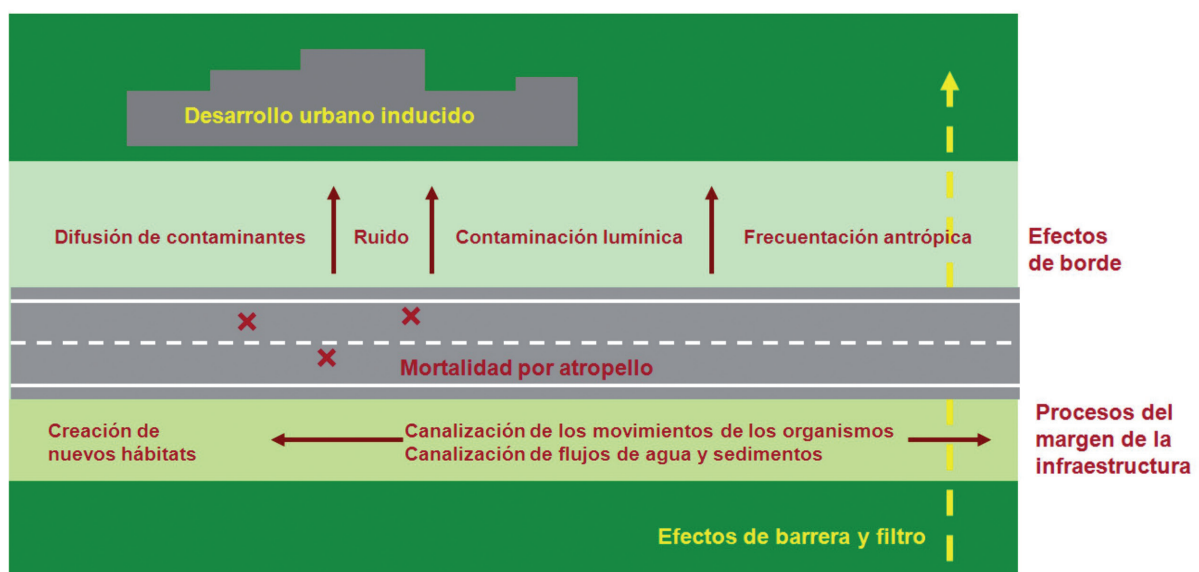 Desarrollo urbano inducido
Difusión de contaminantes
Ruido
Contaminación lumínica
Frecuentación antrópica
Efectos
de borde
Mortalidad por atropello
Creación de
nuevos hábitats
Canalización de los movimientos de los organismos
Canalización de flujos de agua y sedimentos
Procesos del
margen de la
infraestructura
Efectos de barrera y filtro